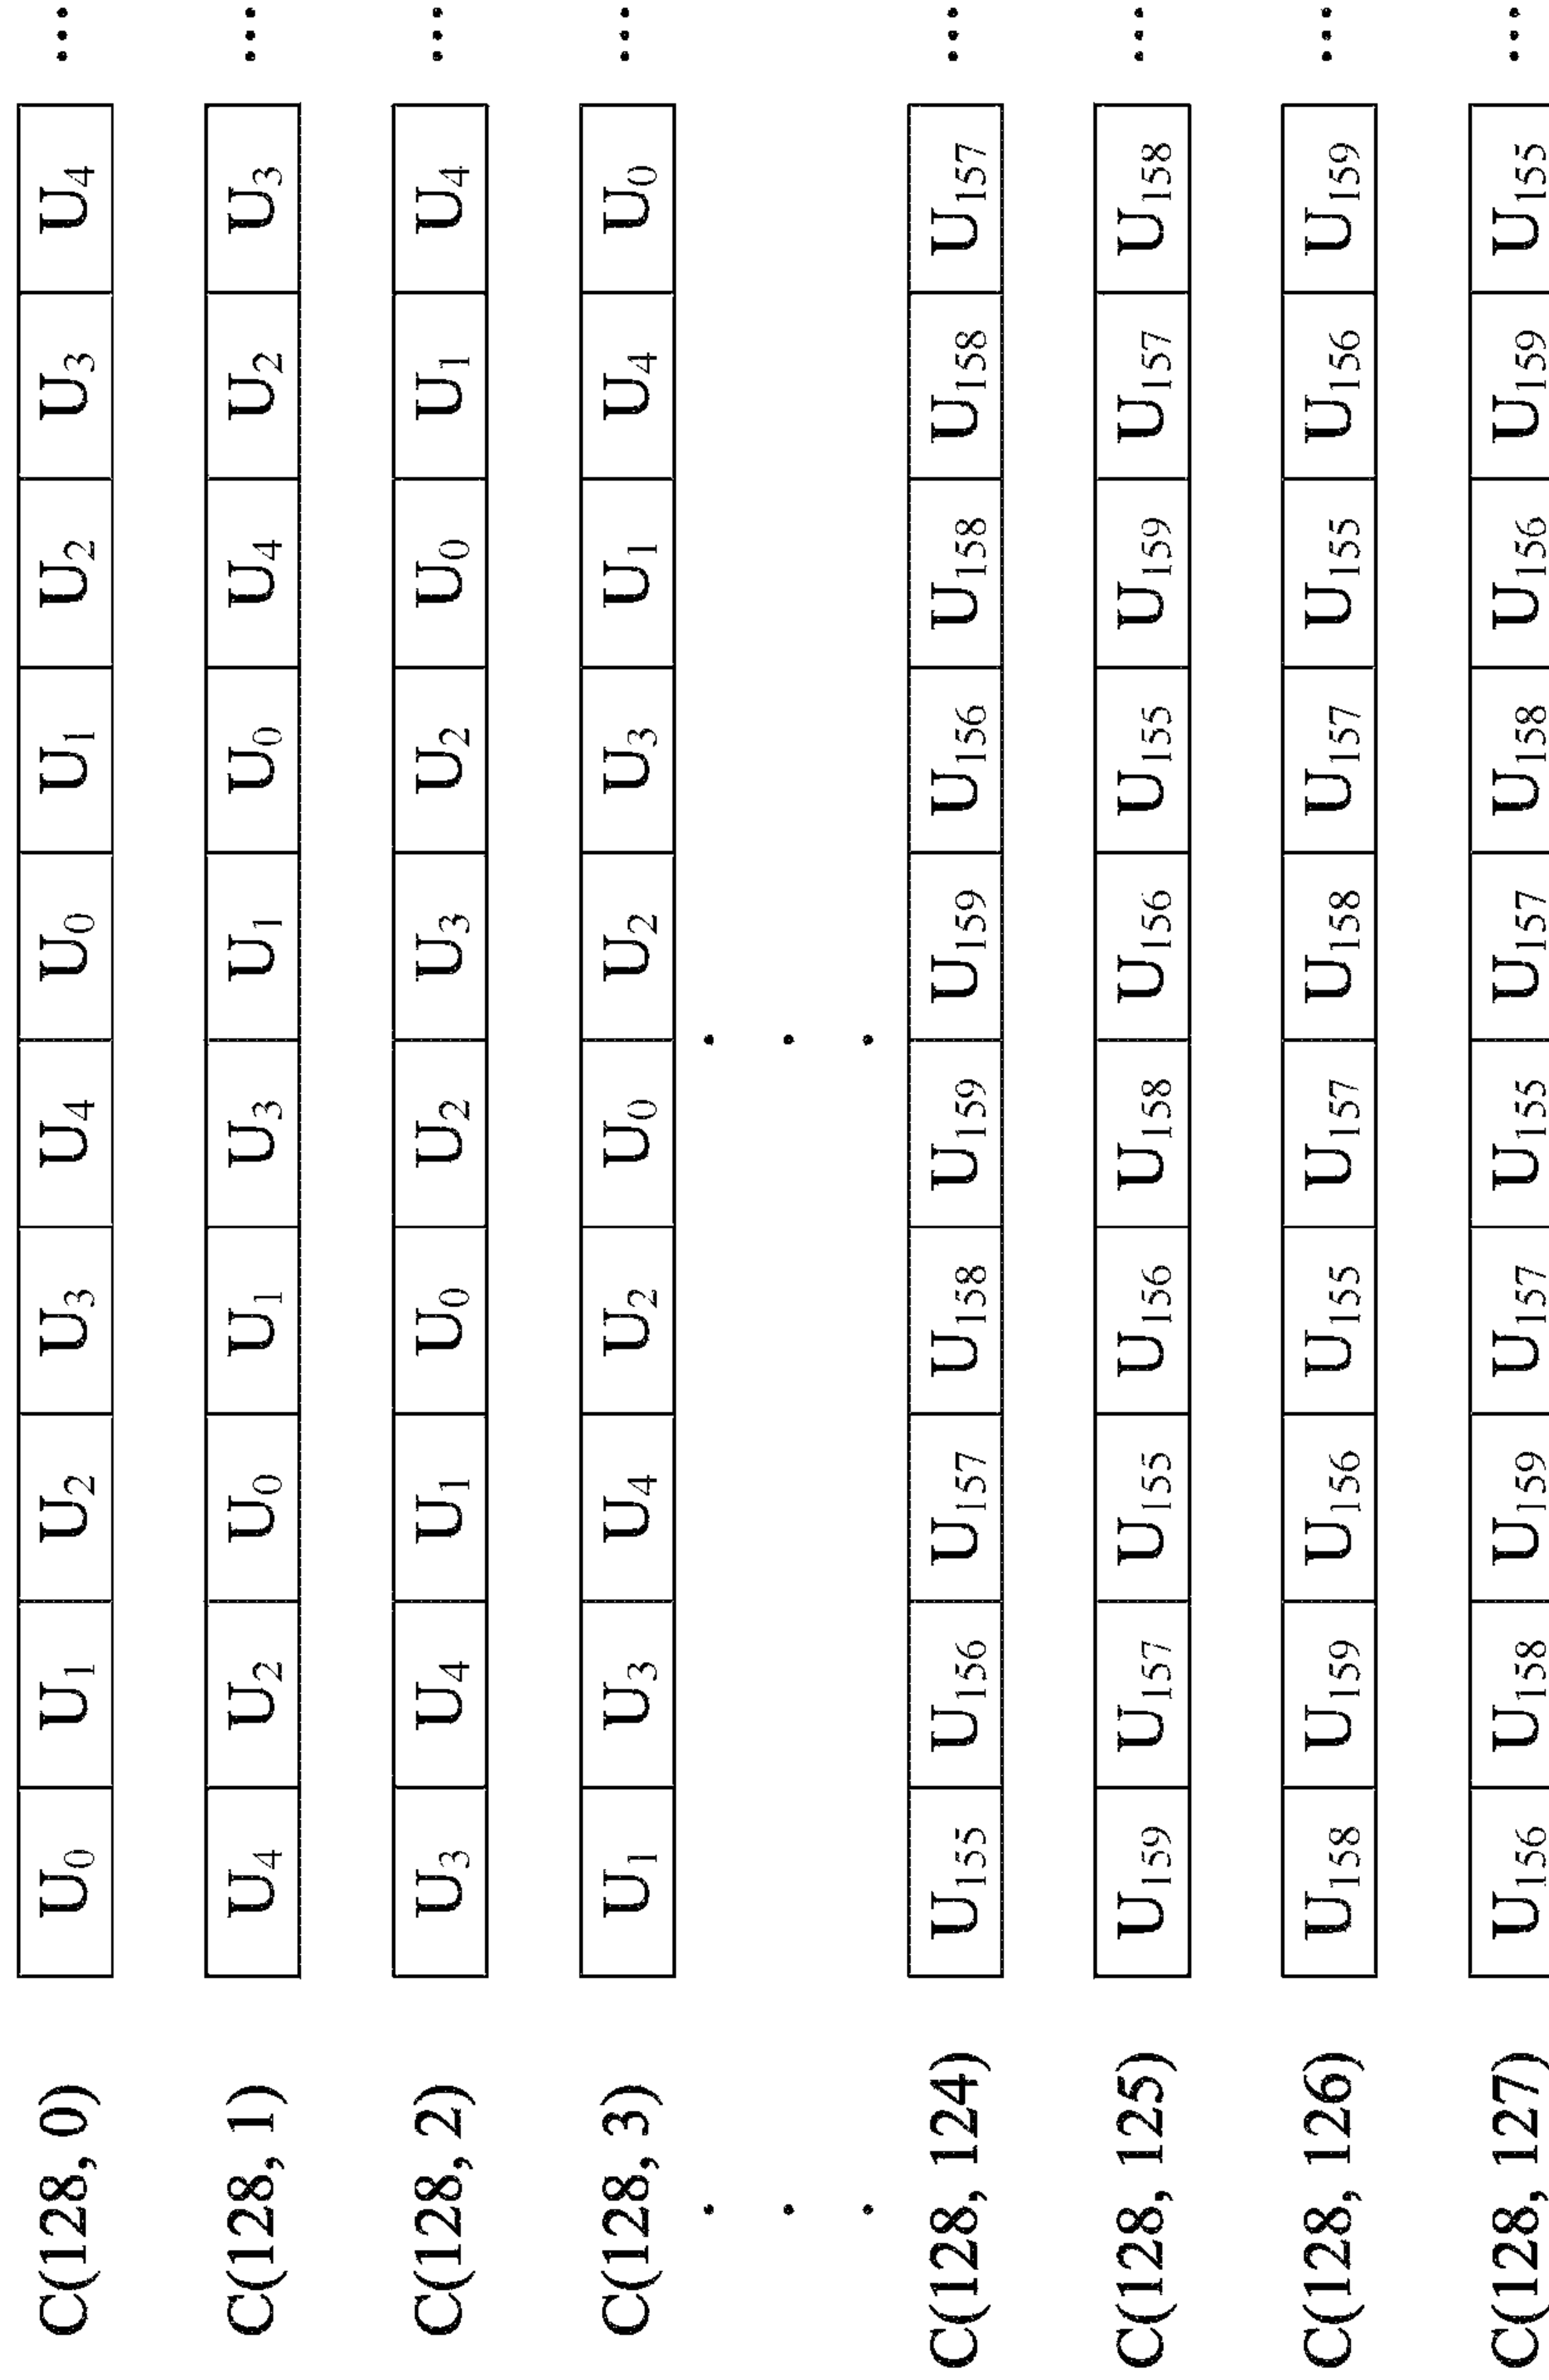 C(128, 0) U0 U1 U2 U3 U4 U0 U1 U2 U3 U4 ...
C(128, 1) U4 U2 U0 U1 U3 U1 U0 U4 U2 U3 ...
C(128, 2) U3 U4 U1 U0 U2 U3 U2 U0 U1 U4 ...
C(128, 3) U1 U3 U4 U2 U0 U2 U3 U1 U4 U0 ...
C(128, 124) U155 U156 U157 U158 U159 U159 U156 U158 U158 U157 ...
C(128, 125) U159 U157 U155 U156 U158 U156 U155 U159 U157 U158 ...
C(128, 126) U158 U159 U156 U155 U157 U158 U157 U155 U156 U159 ...
C(128, 127) U156 U158 U159 U157 U155 U157 U158 U156 U159 U155 ...